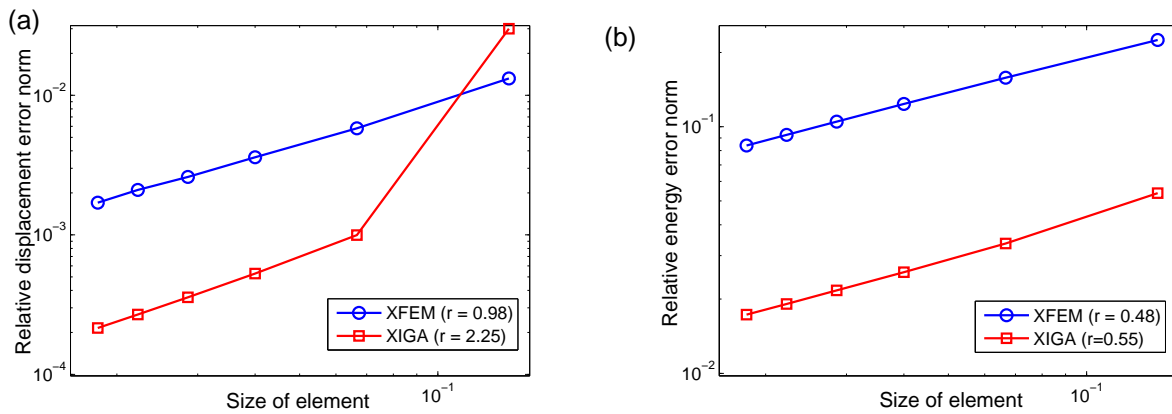 (a)
Relative displacement error norm
10^-2
10^-3
10^-4
10^-1
Size of element
XFEM (r = 0.98)
XIGA (r = 2.25)
(b)
Relative energy error norm
10^-1
10^-2
10^-1
Size of element
XFEM (r = 0.48)
XIGA (r=0.55)